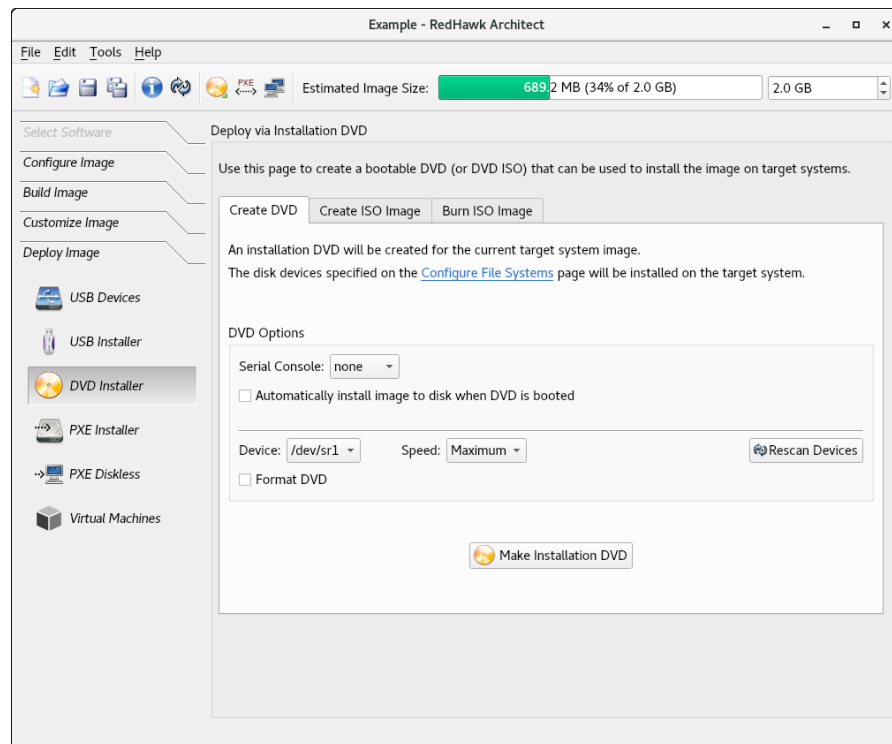 Example - RedHawk Architect
File Edit Tools Help
PXE
Estimated Image Size: 689.2 MB (34% of 2.0 GB) 2.0 GB
Select Software
Configure Image
Build Image
Customize Image
Deploy Image
USB Devices
USB Installer
DVD Installer
PXE Installer
PXE Diskless
Virtual Machines
Deploy via Installation DVD
Use this page to create a bootable DVD (or DVD ISO) that can be used to install the image on target systems.
Create DVD Create ISO Image Burn ISO Image
An installation DVD will be created for the current target system image.
The disk devices specified on the Configure File Systems page will be installed on the target system.
DVD Options
Serial Console: none
Automatically install image to disk when DVD is booted
Device: /dev/sr1 Speed: Maximum Rescan Devices
Format DVD
Make Installation DVD